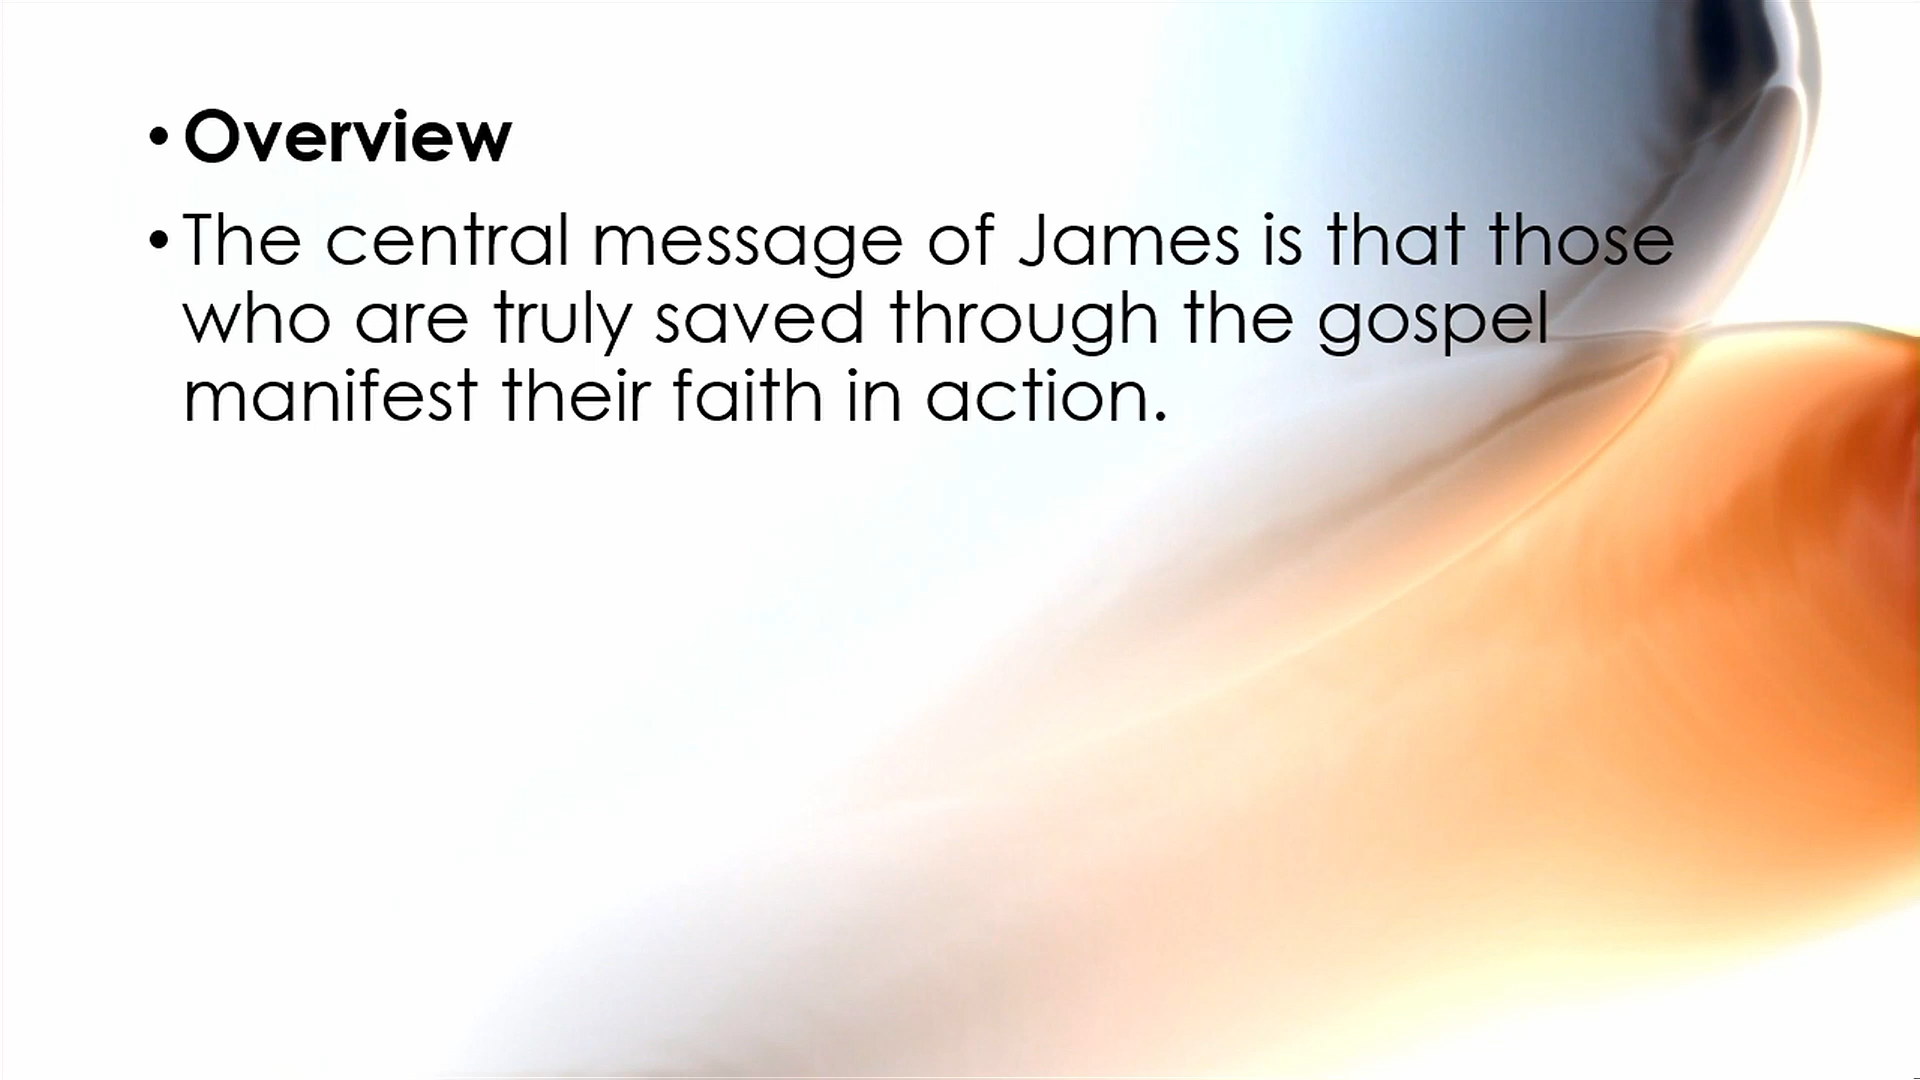 • Overview
• The central message of James is that those
who are truly saved through the gospel
manifest their faith in action.